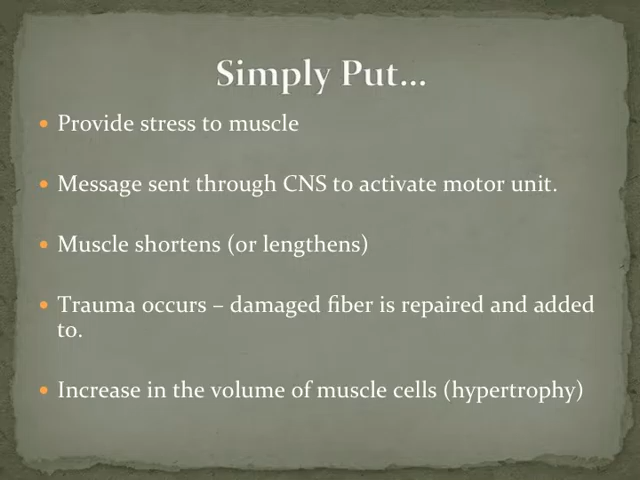 Simply Put...
• Provide stress to muscle
• Message sent through CNS to activate motor unit.
• Muscle shortens (or lengthens)
• Trauma occurs – damaged fiber is repaired and added
to.
• Increase in the volume of muscle cells (hypertrophy)